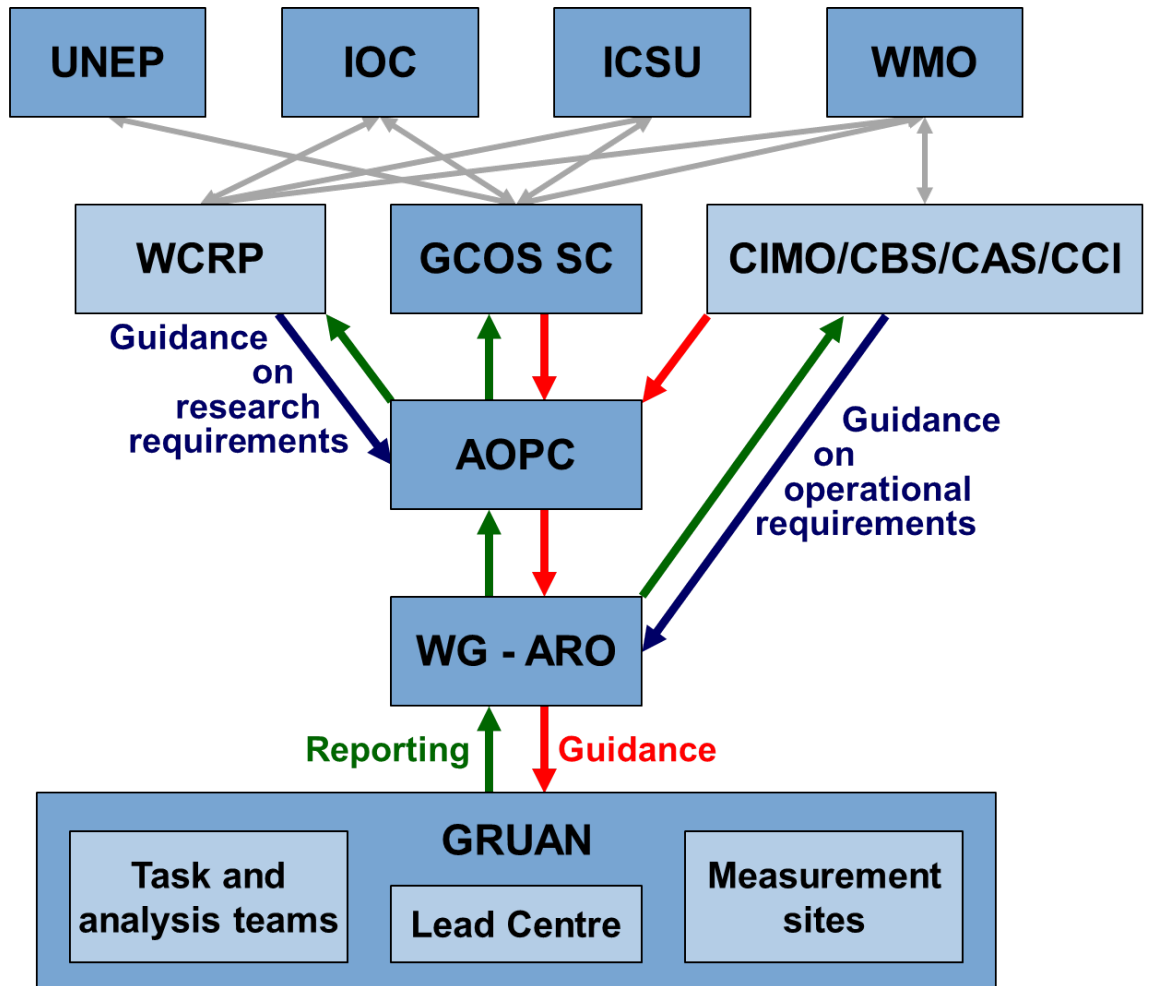 UNEP
IOC
ICSU
WMO
WCRP
GCOS SC
CIMO/CBS/CAS/CCI
Guidance
on
research
requirements
AOPC
Guidance
on
operational
requirements
WG - ARO
Reporting
Guidance
GRUAN
Task and
analysis teams
Lead Centre
Measurement
sites